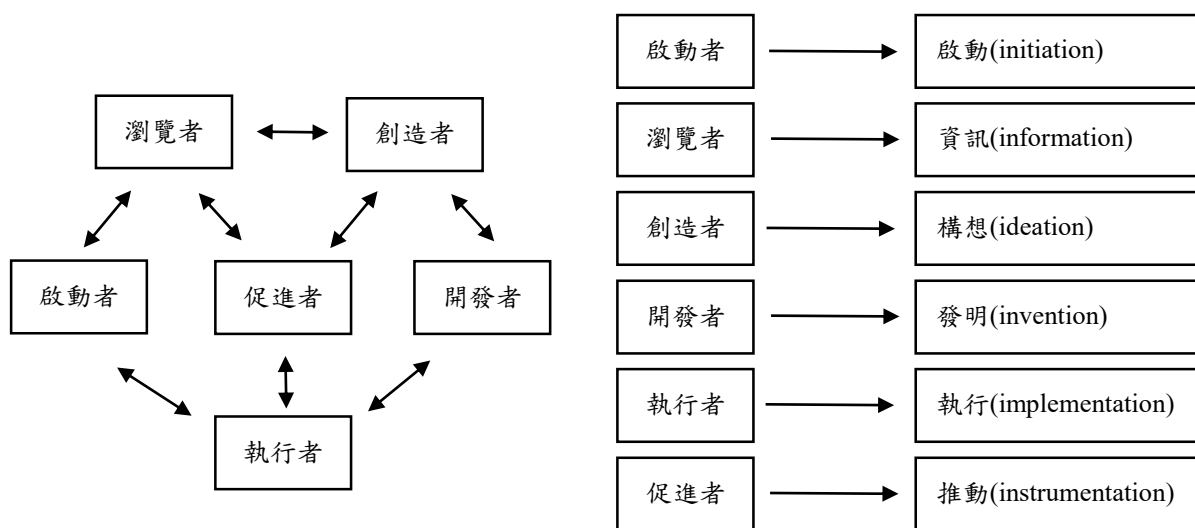 瀏覽者
創造者
啟動者
促進者
開發者
執行者
啟動者
啟動(initiation)
瀏覽者
資訊(information)
創造者
構想(ideation)
開發者
發明(invention)
執行者
執行(implementation)
促進者
推動(instrumentation)